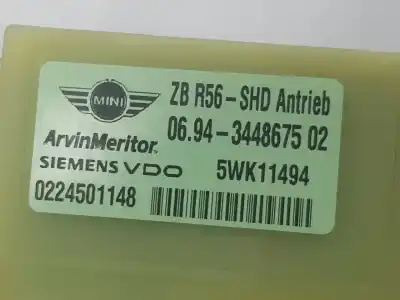 MINI
ZB R56-SHD Antrieb
06.94-3448675 02
ArvinMeritor.
SIEMENS VDO 5WK11494
0224501148